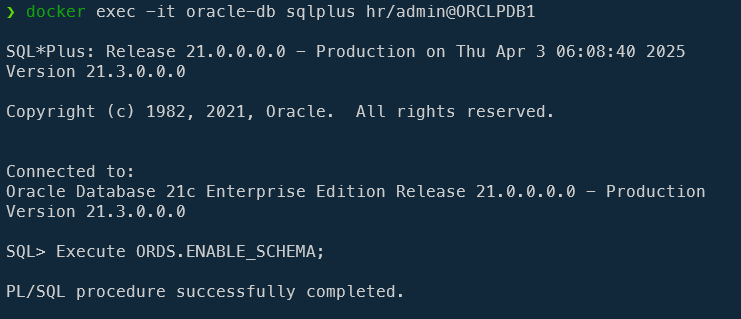 ❯ docker exec -it oracle-db sqlplus hr/admin@ORCLPDB1
SQL*Plus: Release 21.0.0.0.0 - Production on Thu Apr 3 06:08:40 2025
Version 21.3.0.0.0
Copyright (c) 1982, 2021, Oracle.  All rights reserved.
Connected to:
Oracle Database 21c Enterprise Edition Release 21.0.0.0.0 - Production
Version 21.3.0.0.0
SQL> Execute ORDS.ENABLE_SCHEMA;
PL/SQL procedure successfully completed.